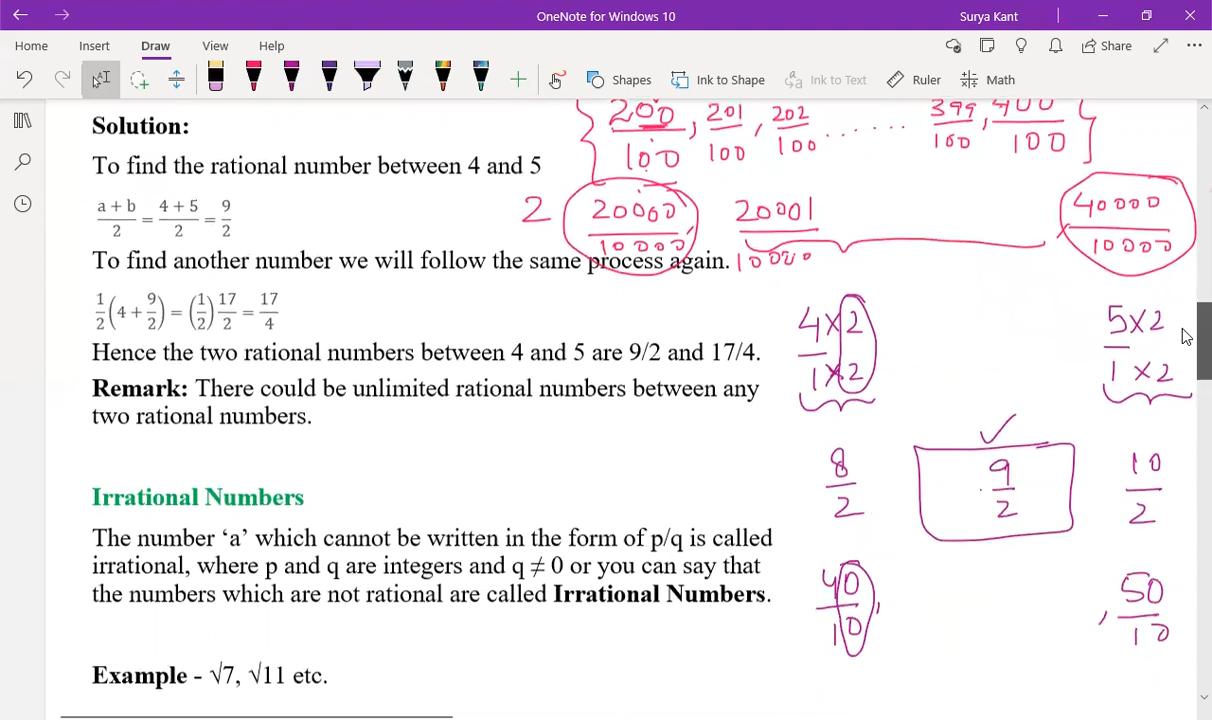 OneNote for Windows 10
Surya Kant
Home Insert Draw View Help
Share
Shapes Ink to Shape Ink to Text Ruler Math
Solution:
{ 200/100, 201/100, 202/100 ...... 399/100, 400/100 }
To find the rational number between 4 and 5
2 20000/10000 20001/10000 40000/10000
a + b/2 = 4 + 5/2 = 9/2
To find another number we will follow the same process again.
1/2(4 + 9/2) = (1/2) 17/2 = 17/4
4×2/1×2 5×2/1×2
Hence the two rational numbers between 4 and 5 are 9/2 and 17/4.
Remark: There could be unlimited rational numbers between any
two rational numbers.
8/2 9/2 10/2
Irrational Numbers
The number ‘a’ which cannot be written in the form of p/q is called
irrational, where p and q are integers and q ≠ 0 or you can say that
the numbers which are not rational are called Irrational Numbers.
40/10, , 50/10
Example - √7, √11 etc.